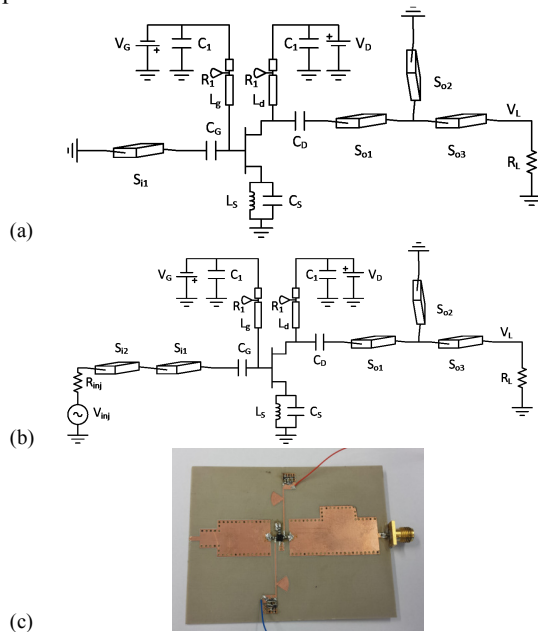 V_G C_1 C_1 V_D
R_1 R_1
L_g L_d
S_o2
C_G C_D V_L
S_i1 S_o1 S_o3 R_L
L_S C_S
(a)
V_G C_1 C_1 V_D
R_1 R_1
L_g L_d
S_o2
S_i2 S_i1 C_G C_D V_L
R_inj S_o1 S_o3 R_L
V_inj L_S C_S
(b)
(c)